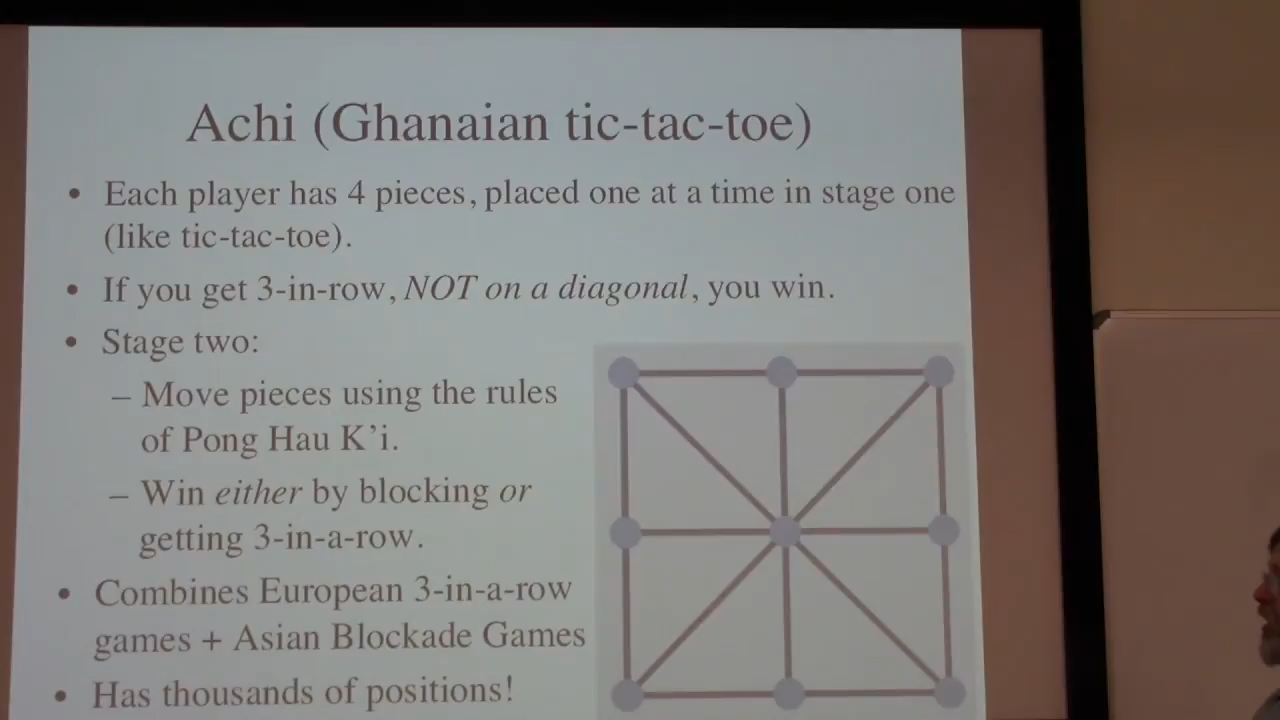 Achi (Ghanaian tic-tac-toe)
• Each player has 4 pieces, placed one at a time in stage one
(like tic-tac-toe).
• If you get 3-in-row, NOT on a diagonal, you win.
• Stage two:
– Move pieces using the rules
of Pong Hau K'i.
– Win either by blocking or
getting 3-in-a-row.
• Combines European 3-in-a-row
games + Asian Blockade Games
• Has thousands of positions!